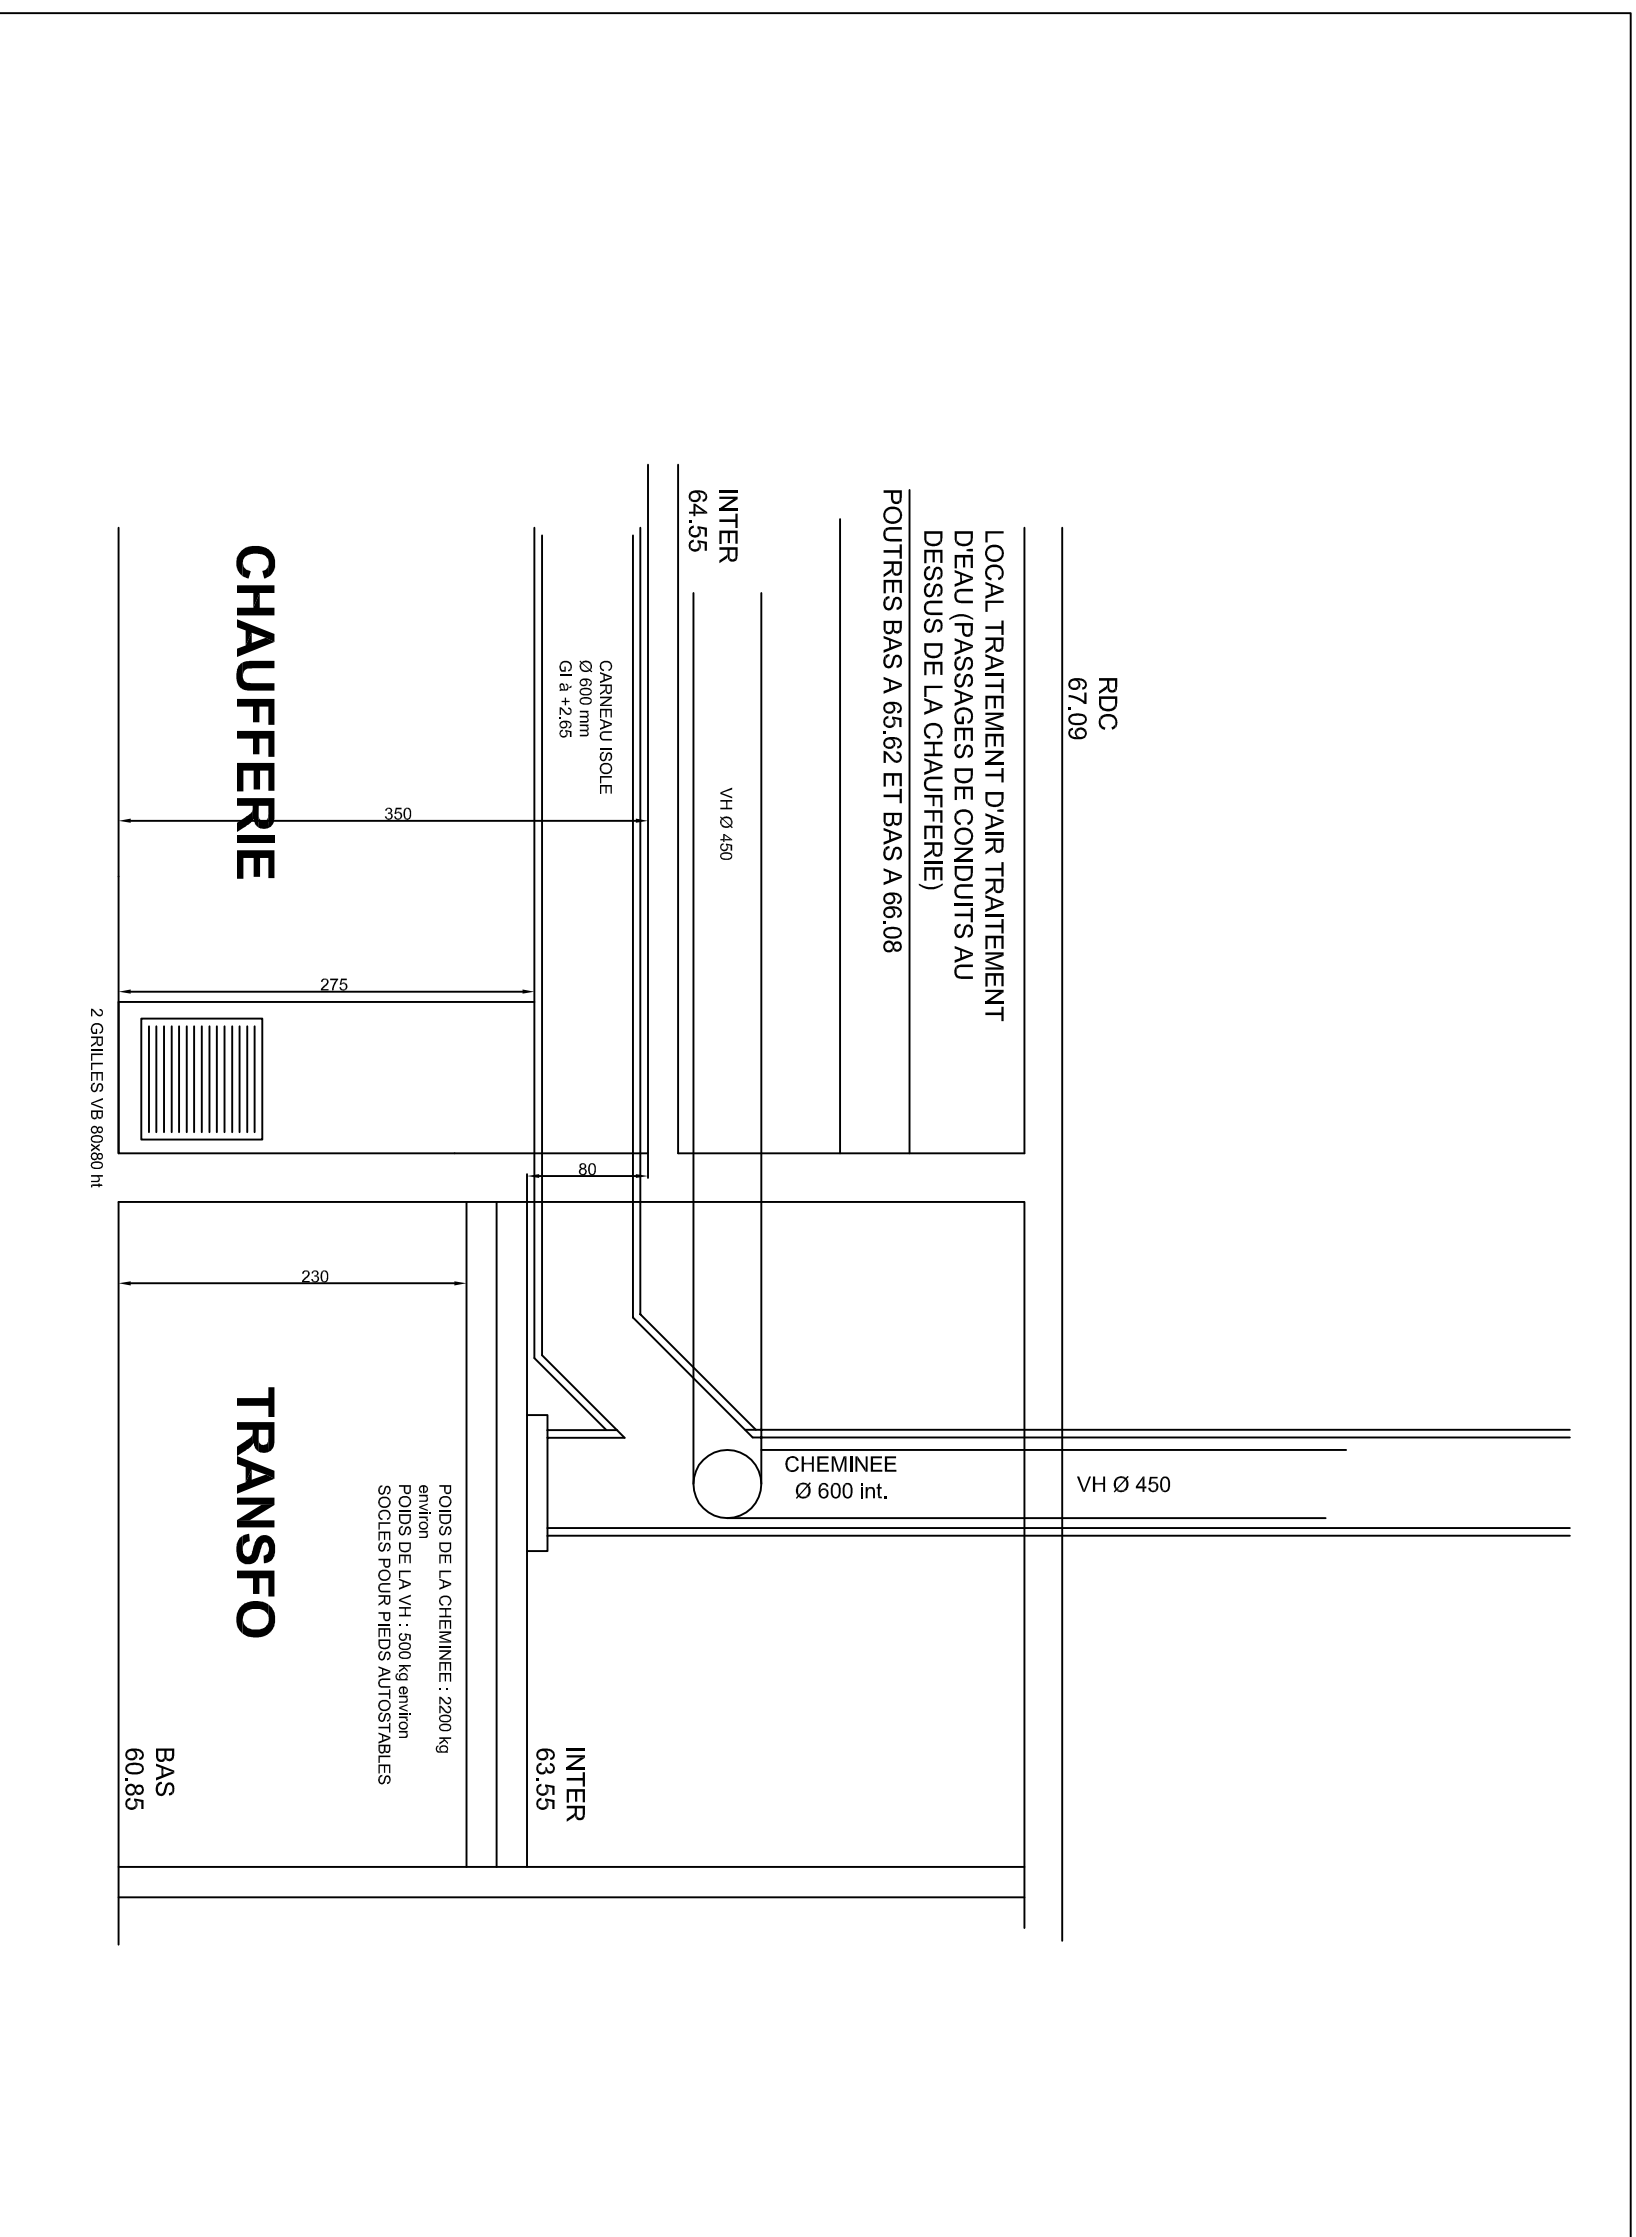 RDC
67.09
LOCAL TRAITEMENT D'AIR TRAITEMENT
D'EAU (PASSAGES DE CONDUITS AU
DESSUS DE LA CHAUFFERIE)
POUTRES BAS A 65.62 ET BAS A 66.08
INTER
64.55
VH Ø 450
CARNEAU ISOLE
Ø 600 mm
GI à +2.65
350
CHAUFFERIE
275
2 GRILLES VB 80x80 ht
80
CHEMINEE
Ø 600 int.
VH Ø 450
230
TRANSFO
POIDS DE LA CHEMINEE : 2200 kg
environ
POIDS DE LA VH : 500 kg environ
SOCLES POUR PIEDS AUTOSTABLES
INTER
63.55
BAS
60.85